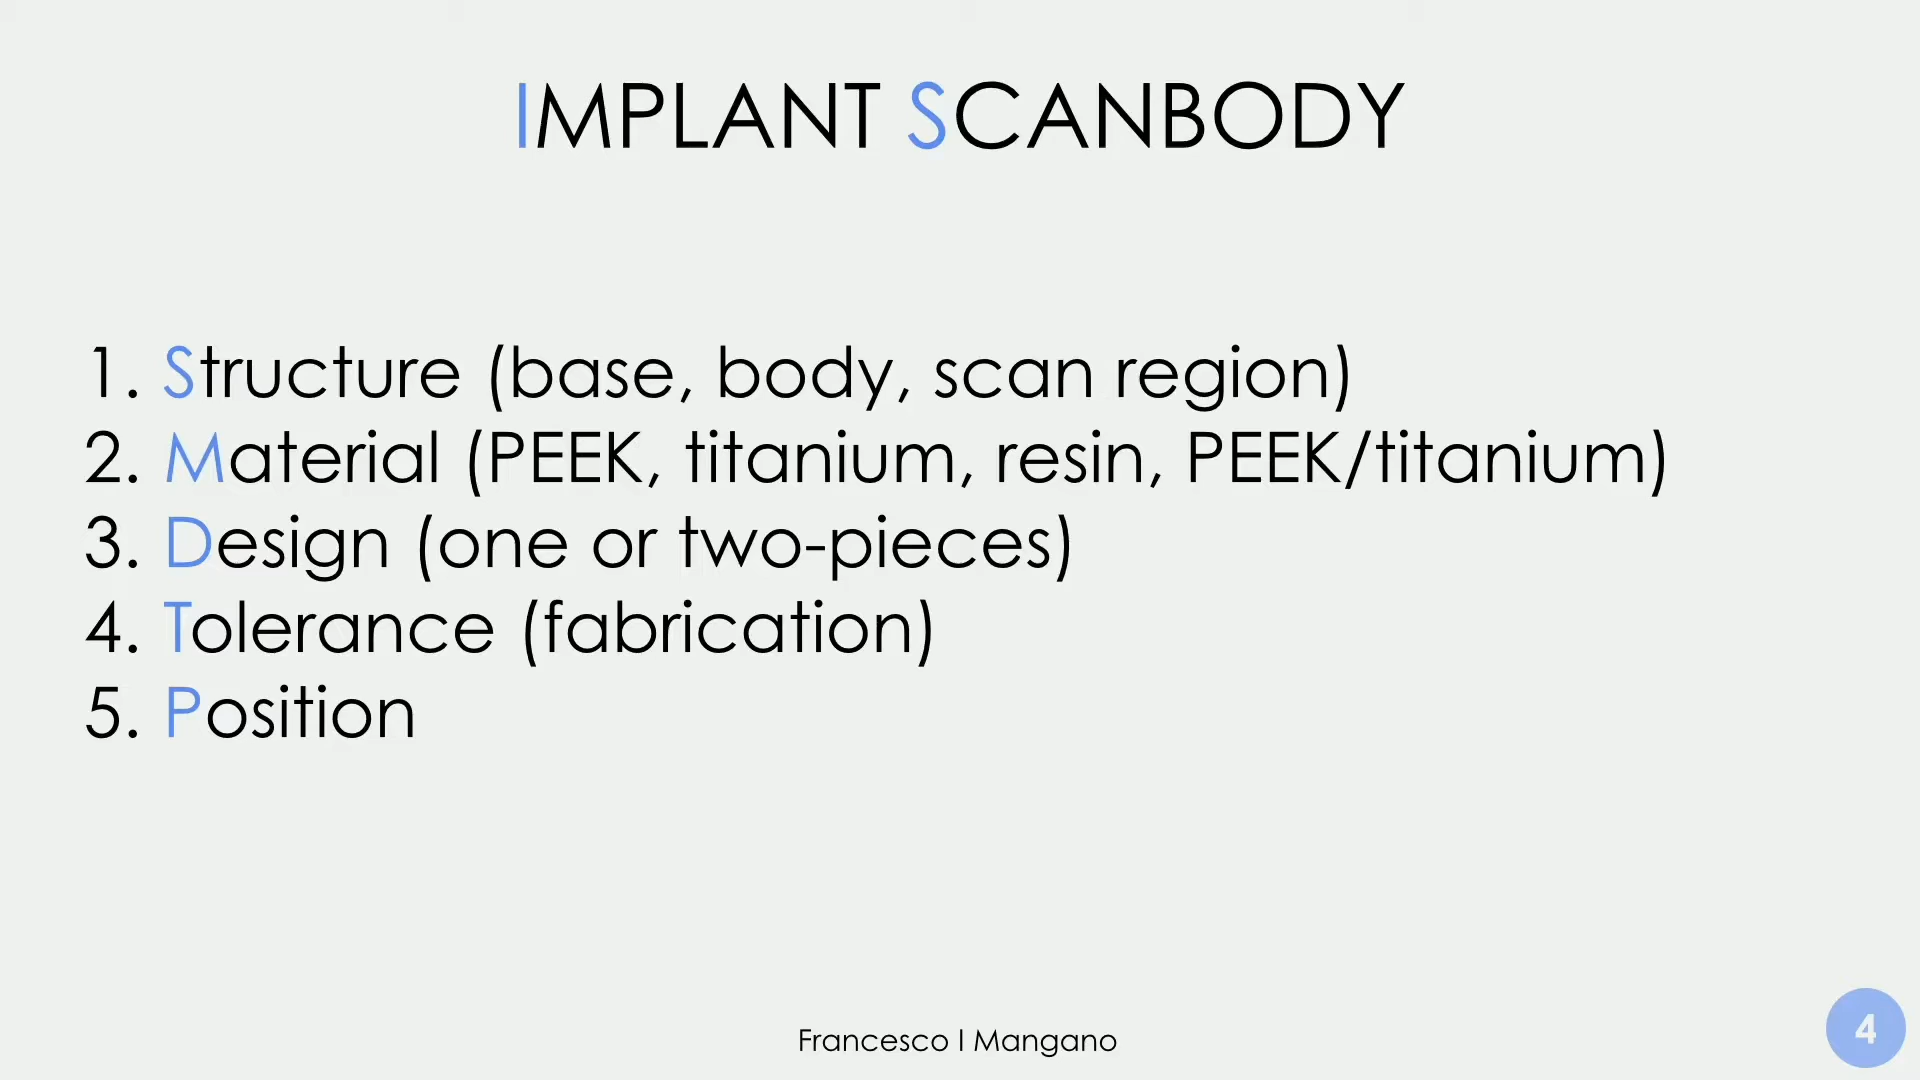 IMPLANT SCANBODY
1. Structure (base, body, scan region)
2. Material (PEEK, titanium, resin, PEEK/titanium)
3. Design (one or two-pieces)
4. Tolerance (fabrication)
5. Position
Francesco I Mangano
4